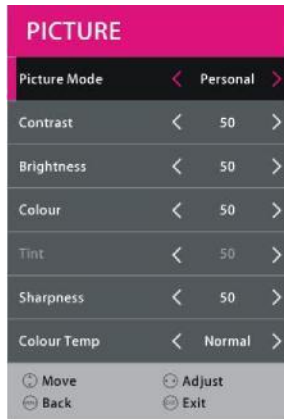 PICTURE
Picture Mode < Personal >
Contrast < 50 >
Brightness < 50 >
Colour < 50 >
Tint < 50 >
Sharpness < 50 >
Colour Temp < Normal >
Move Adjust
Back Exit